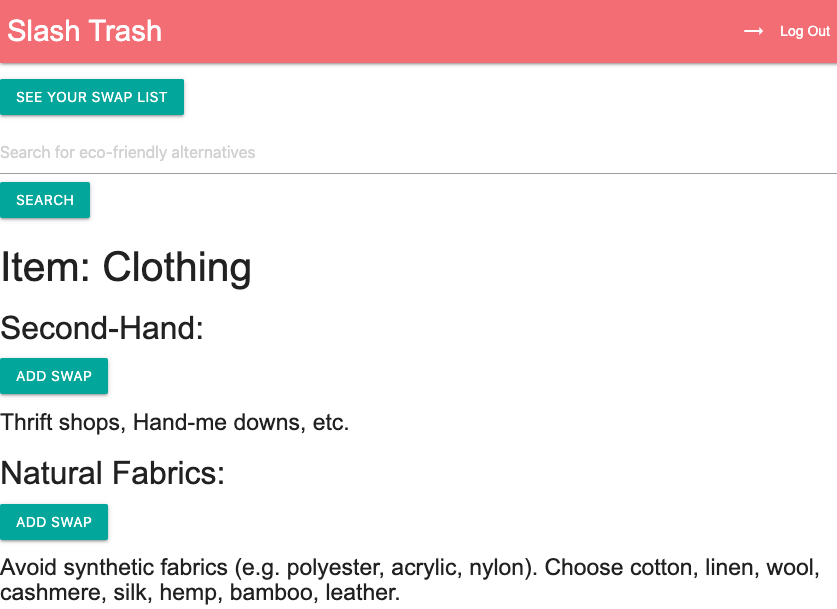 Slash Trash
Log Out
SEE YOUR SWAP LIST
Search for eco-friendly alternatives
SEARCH
Item: Clothing
Second-Hand:
ADD SWAP
Thrift shops, Hand-me downs, etc.
Natural Fabrics:
ADD SWAP
Avoid synthetic fabrics (e.g. polyester, acrylic, nylon). Choose cotton, linen, wool,
cashmere, silk, hemp, bamboo, leather.